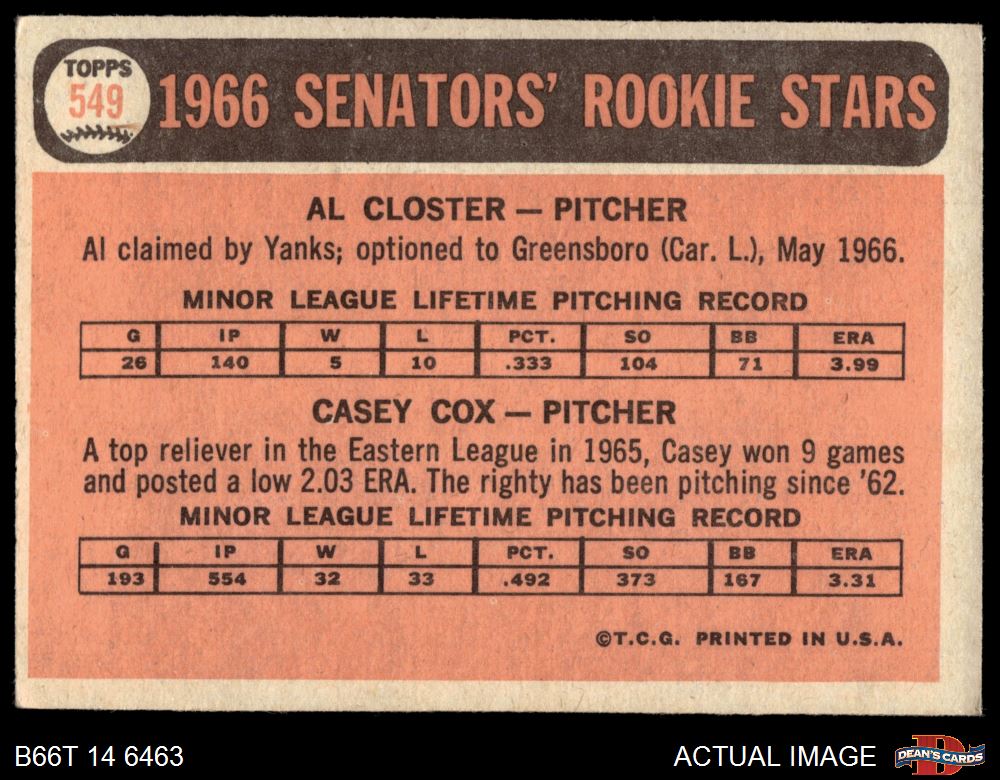 TOPPS
549
1966 SENATORS' ROOKIE STARS
AL CLOSTER — PITCHER
Al claimed by Yanks; optioned to Greensboro (Car. L.), May 1966.
MINOR LEAGUE LIFETIME PITCHING RECORD
G IP W L PCT. SO BB ERA
26 140 5 10 .333 104 71 3.99
CASEY COX — PITCHER
A top reliever in the Eastern League in 1965, Casey won 9 games
and posted a low 2.03 ERA. The righty has been pitching since '62.
MINOR LEAGUE LIFETIME PITCHING RECORD
G IP W L PCT. SO BB ERA
193 554 32 33 .492 373 167 3.31
©T.C.G. PRINTED IN U.S.A.
B66T 14 6463
ACTUAL IMAGE
D
DEAN'S CARDS